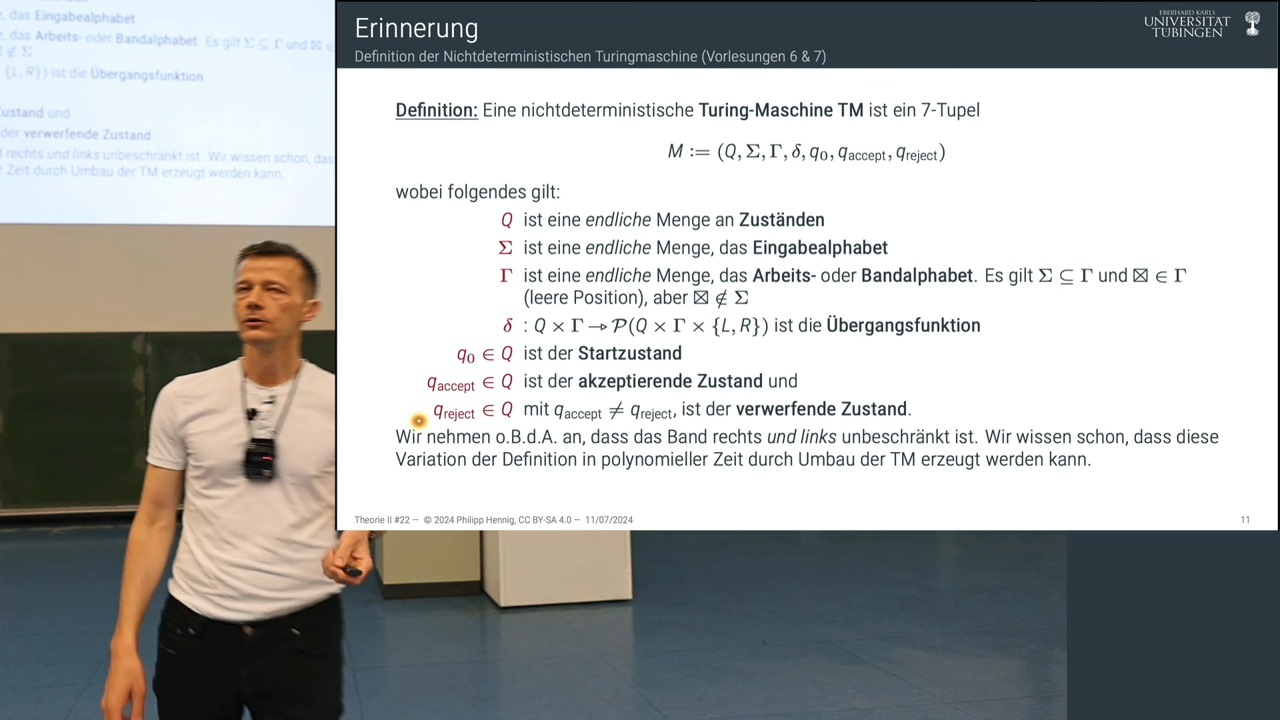 , das Eingabealphabet
, das Arbeits- oder Bandalphabet. Es gilt Σ ⊆ Γ und ⊠ ∈
∉ Σ
{L, R}) ist die Übergangsfunktion
Zustand und
der verwerfende Zustand
rechts und links unbeschränkt ist. Wir wissen schon, das
Zeit durch Umbau der TM erzeugt werden kann.
Erinnerung
Definition der Nichtdeterministischen Turingmaschine (Vorlesungen 6 & 7)
EBERHARD KARLS
UNIVERSITÄT
TÜBINGEN
Definition: Eine nichtdeterministische Turing-Maschine TM ist ein 7-Tupel
M := (Q, Σ, Γ, δ, q₀, q_accept, q_reject)
wobei folgendes gilt:
Q ist eine endliche Menge an Zuständen
Σ ist eine endliche Menge, das Eingabealphabet
Γ ist eine endliche Menge, das Arbeits- oder Bandalphabet. Es gilt Σ ⊆ Γ und ⊠ ∈ Γ
(leere Position), aber ⊠ ∉ Σ
δ : Q × Γ → 𝒫(Q × Γ × {L, R}) ist die Übergangsfunktion
q₀ ∈ Q ist der Startzustand
q_accept ∈ Q ist der akzeptierende Zustand und
q_reject ∈ Q mit q_accept ≠ q_reject, ist der verwerfende Zustand.
Wir nehmen o.B.d.A. an, dass das Band rechts und links unbeschränkt ist. Wir wissen schon, dass diese
Variation der Definition in polynomieller Zeit durch Umbau der TM erzeugt werden kann.
Theorie II #22 — © 2024 Philipp Hennig, CC BY-SA 4.0 — 11/07/2024
11